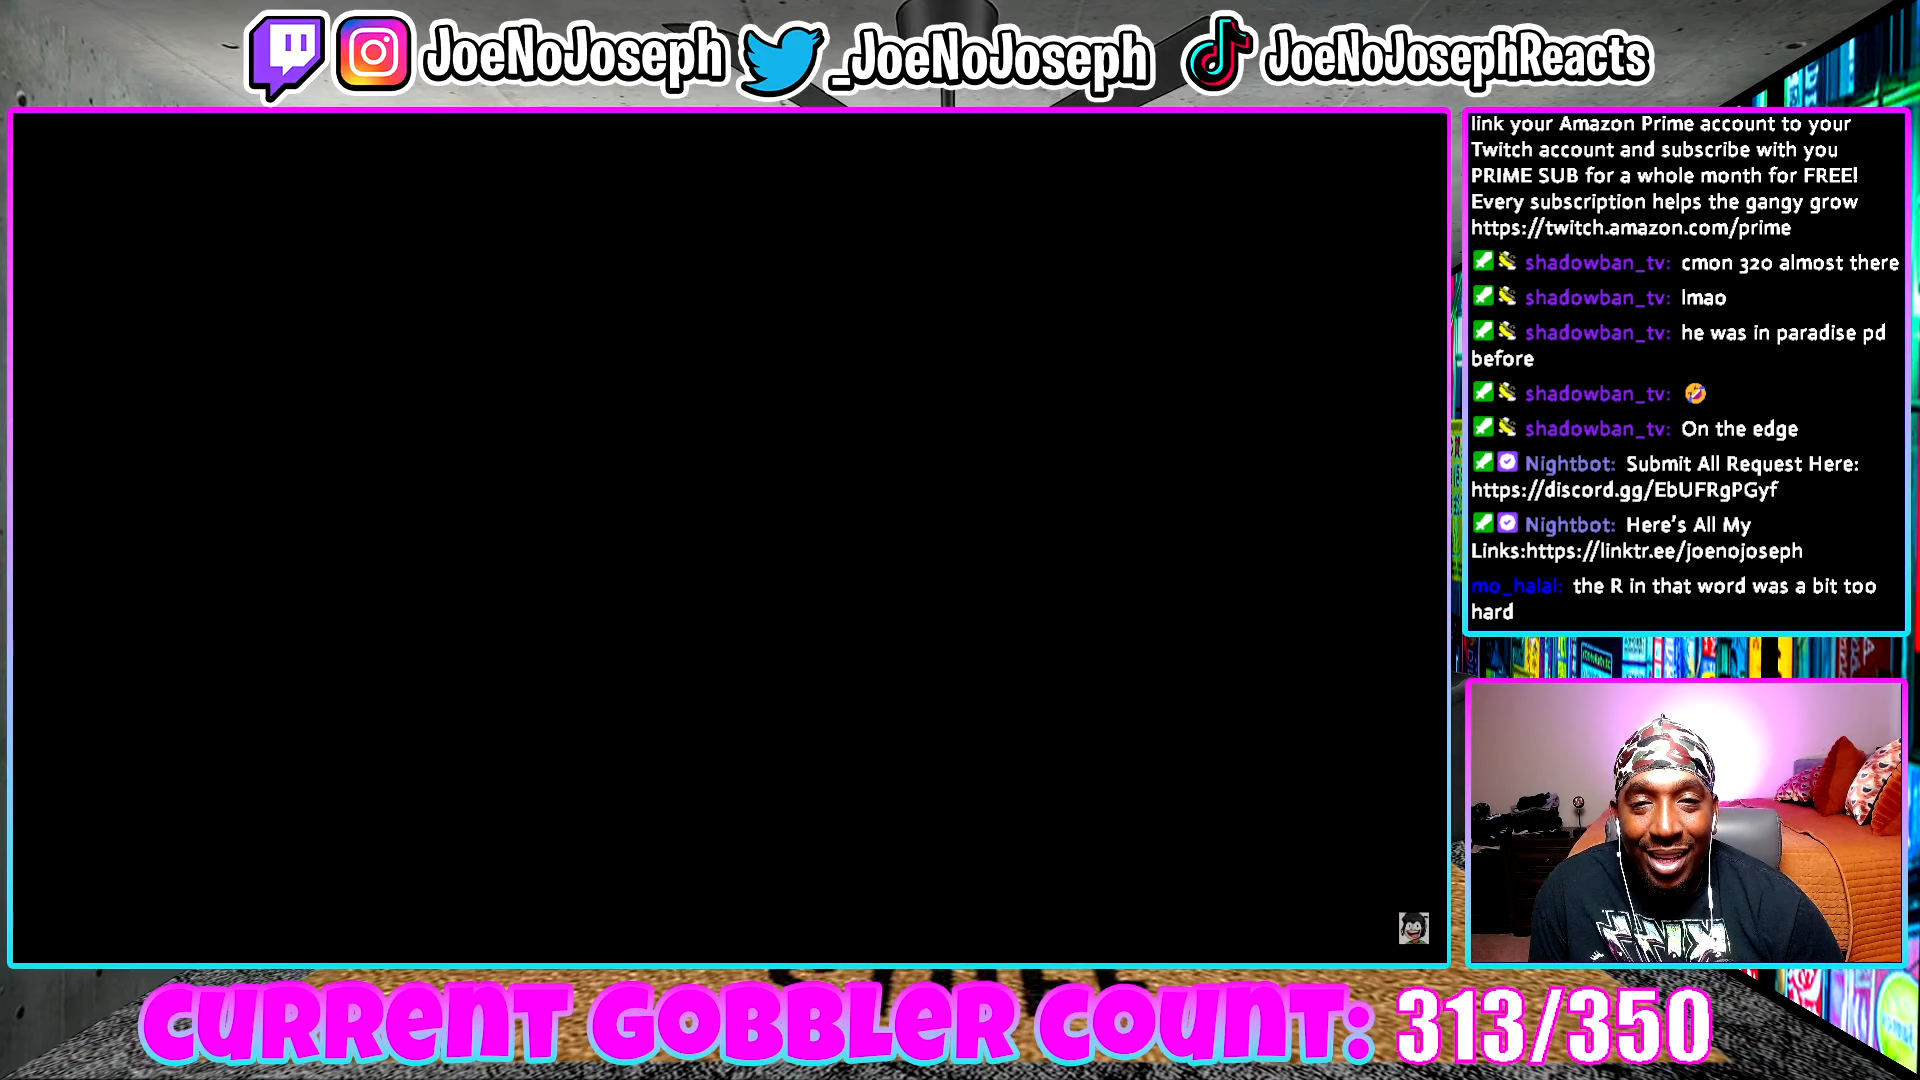 JoeNoJoseph _JoeNoJoseph JoeNoJosephReacts
link your Amazon Prime account to your
Twitch account and subscribe with you
PRIME SUB for a whole month for FREE!
Every subscription helps the gangy grow
https://twitch.amazon.com/prime
shadowban_tv: cmon 320 almost there
shadowban_tv: lmao
shadowban_tv: he was in paradise pd
before
shadowban_tv: 🤣
shadowban_tv: On the edge
Nightbot: Submit All Request Here:
https://discord.gg/EbUFRgPGyf
Nightbot: Here's All My
Links:https://linktr.ee/joenojoseph
mo_halal: the R in that word was a bit too
hard
CURRENT GOBBLER COUNT: 313/350